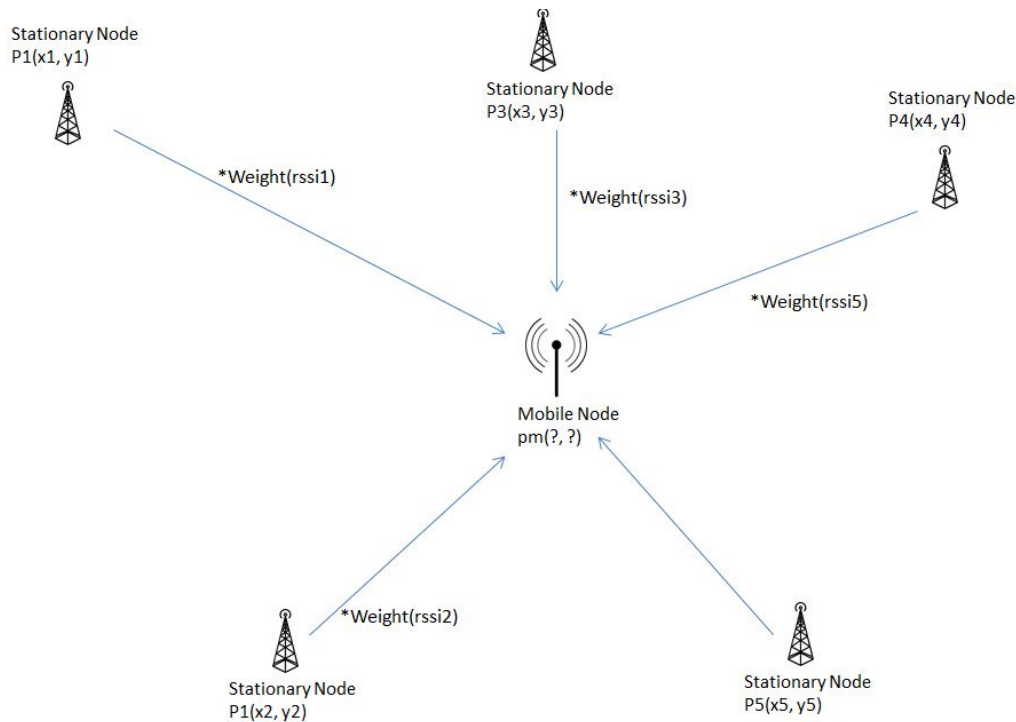 Stationary Node
P1(x1, y1)
Stationary Node
P3(x3, y3)
Stationary Node
P4(x4, y4)
*Weight(rssi1)
*Weight(rssi3)
*Weight(rssi5)
Mobile Node
pm(?, ?)
*Weight(rssi2)
Stationary Node
P1(x2, y2)
Stationary Node
P5(x5, y5)